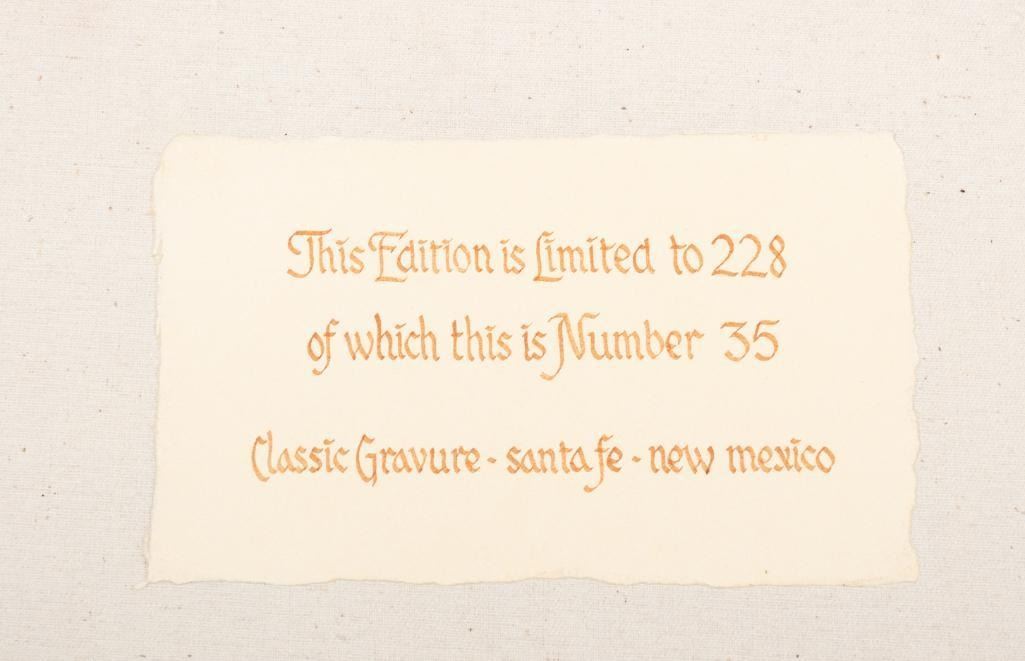 This Edition is Limited to 228
of which this is Number 35
Classic Gravure - santa fe - new mexico